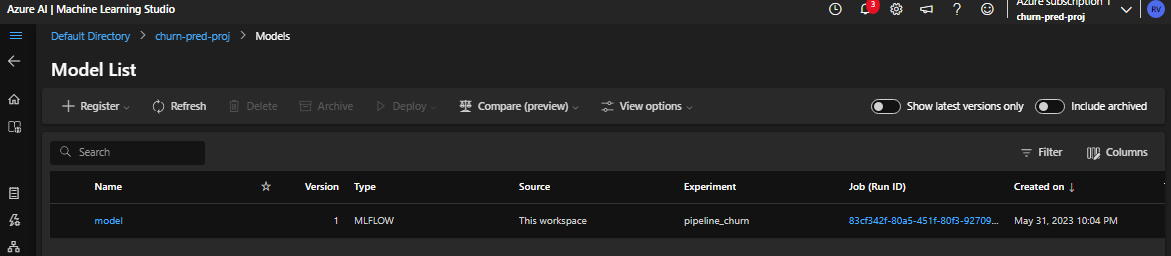 Azure AI | Machine Learning Studio
3
Azure subscription 1
churn-pred-proj
RV
Default Directory > churn-pred-proj > Models
Model List
Register Refresh Delete Archive Deploy Compare (preview) View options Show latest versions only Include archived
Search Filter Columns
Name Version Type Source Experiment Job (Run ID) Created on ↓
model 1 MLFLOW This workspace pipeline_churn 83cf342f-80a5-451f-80f3-92709... May 31, 2023 10:04 PM